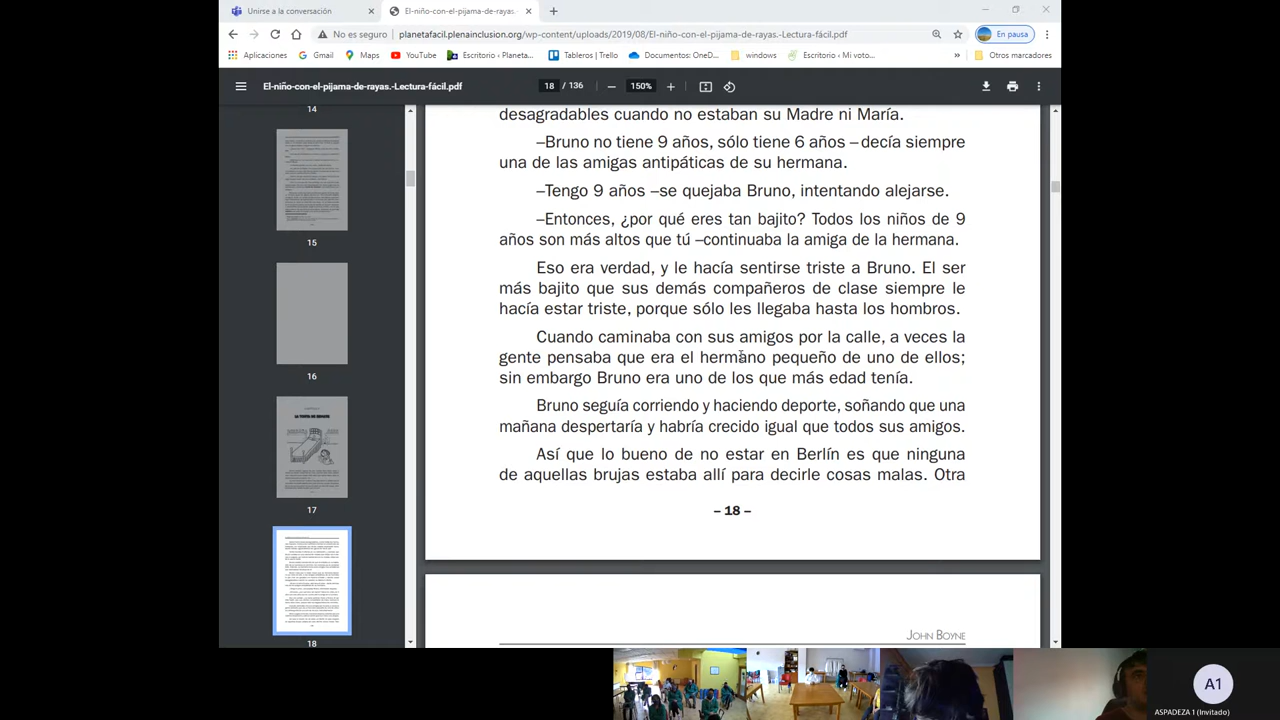 Unirse a la conversación
El-niño-con-el-pijama-de-rayas.
No es seguro
planetafacil.plenainclusion.org/wp-content/uploads/2019/08/El-niño-con-el-pijama-de-rayas.-Lectura-fácil.pdf
En pausa
Aplicaciones Gmail Maps YouTube Escritorio – Planeta... Tableros | Trello Documentos: OneD... windows Escritorio ‹ Mi voto... » Otros marcadores
El-niño-con-el-pijama-de-rayas.-Lectura-fácil.pdf 18 / 136 150%
14
15
16
17
18
desagradables cuando no estaban su Madre ni María.
–Bruno no tiene 9 años, solo tiene 6 años – decía siempre
una de las amigas antipáticas de su hermana.
–Tengo 9 años –se quejaba Bruno intentando alejarse.
–Entonces, ¿por qué eres tan bajito? Todos los niños de 9
años son más altos que tú –continuaba la amiga de la hermana.
Eso era verdad, y le hacía sentirse triste a Bruno. El ser
más bajito que sus demás compañeros de clase siempre le
hacía estar triste, porque sólo les llegaba hasta los hombros.
Cuando caminaba con sus amigos por la calle, a veces la
gente pensaba que era el hermano pequeño de uno de ellos;
sin embargo Bruno era uno de los que más edad tenía.
Bruno seguía corriendo y haciendo deporte, soñando que una
mañana despertaría y habría crecido igual que todos sus amigos.
Así que lo bueno de no estar en Berlín es que ninguna
de aquellas brujas estaba allí para decirle cosas malas. Otra
– 18 –
JOHN BOYNE
A1
ASPADEZA 1 (Invitado)